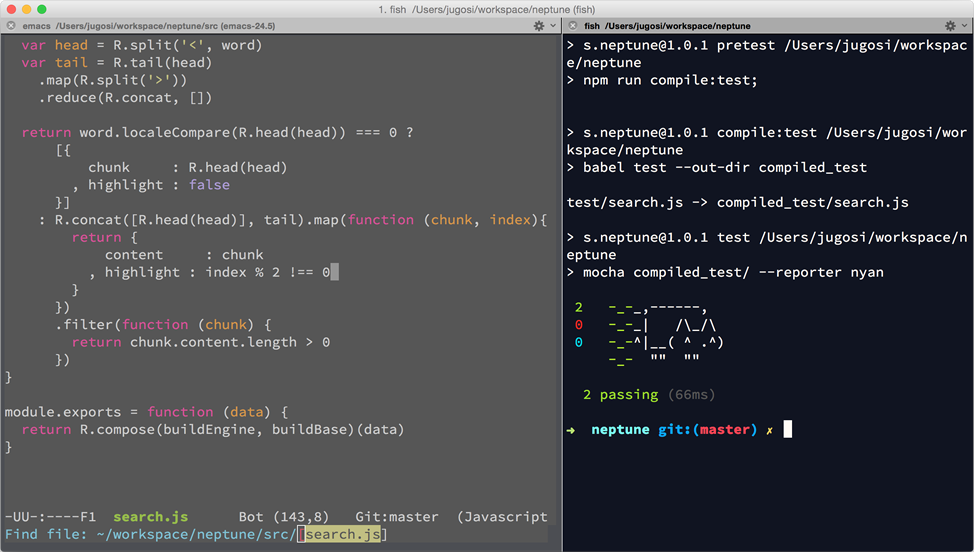 1. fish /Users/jugosi/workspace/neptune (fish)
emacs /Users/jugosi/workspace/neptune/src (emacs-24.5)
var head = R.split('<', word)
var tail = R.tail(head)
.map(R.split('>'))
.reduce(R.concat, [])
return word.localeCompare(R.head(head)) === 0 ?
[{
chunk : R.head(head)
, highlight : false
}]
: R.concat([R.head(head)], tail).map(function (chunk, index){
return {
content : chunk
, highlight : index % 2 !== 0
}
})
.filter(function (chunk) {
return chunk.content.length > 0
})
}
module.exports = function (data) {
return R.compose(buildEngine, buildBase)(data)
}
-UU-:----F1 search.js Bot (143,8) Git:master (Javascript
Find file: ~/workspace/neptune/src/[search.js]
fish /Users/jugosi/workspace/neptune
> s.neptune@1.0.1 pretest /Users/jugosi/workspac
e/neptune
> npm run compile:test;
> s.neptune@1.0.1 compile:test /Users/jugosi/wor
kspace/neptune
> babel test --out-dir compiled_test
test/search.js -> compiled_test/search.js
> s.neptune@1.0.1 test /Users/jugosi/workspace/n
eptune
> mocha compiled_test/ --reporter nyan
2 -_-_,------,
0 -_-_| /\_/\
0 -_-^|__( ^ .^)
-_- "" ""
2 passing (66ms)
➜ neptune git:(master) ✗